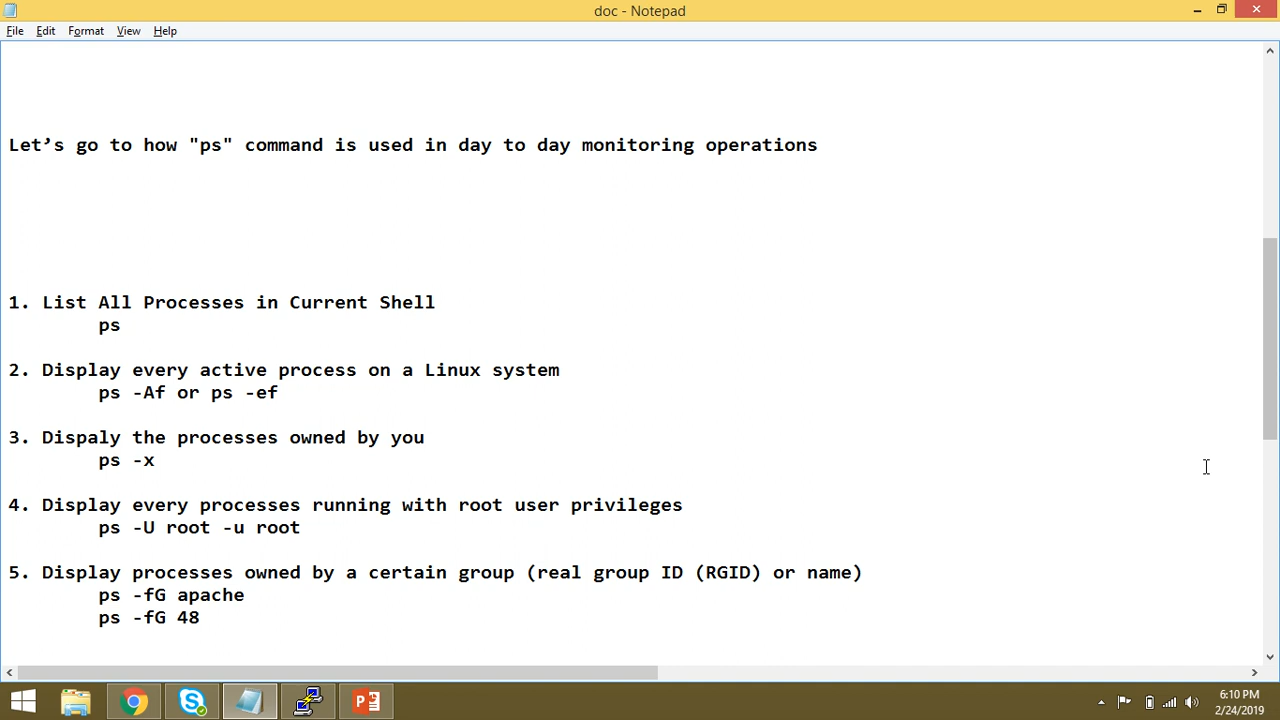 doc - Notepad
File Edit Format View Help
Let’s go to how "ps" command is used in day to day monitoring operations
1. List All Processes in Current Shell
ps
2. Display every active process on a Linux system
ps -Af or ps -ef
3. Dispaly the processes owned by you
ps -x
4. Display every processes running with root user privileges
ps -U root -u root
5. Display processes owned by a certain group (real group ID (RGID) or name)
ps -fG apache
ps -fG 48
6:10 PM
2/24/2019